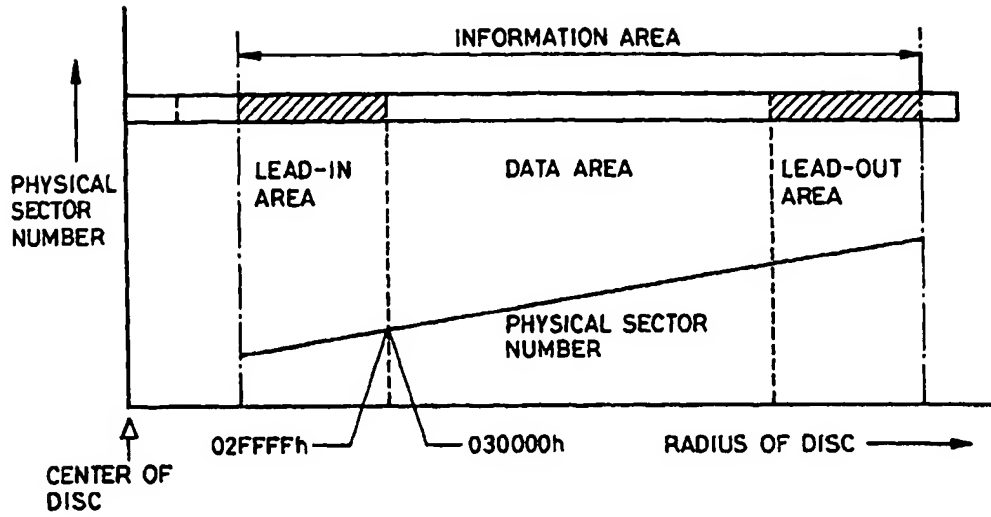 INFORMATION AREA
PHYSICAL
SECTOR
NUMBER
LEAD-IN
AREA
DATA AREA
LEAD-OUT
AREA
PHYSICAL SECTOR
NUMBER
02FFFFh
030000h
RADIUS OF DISC
CENTER OF
DISC